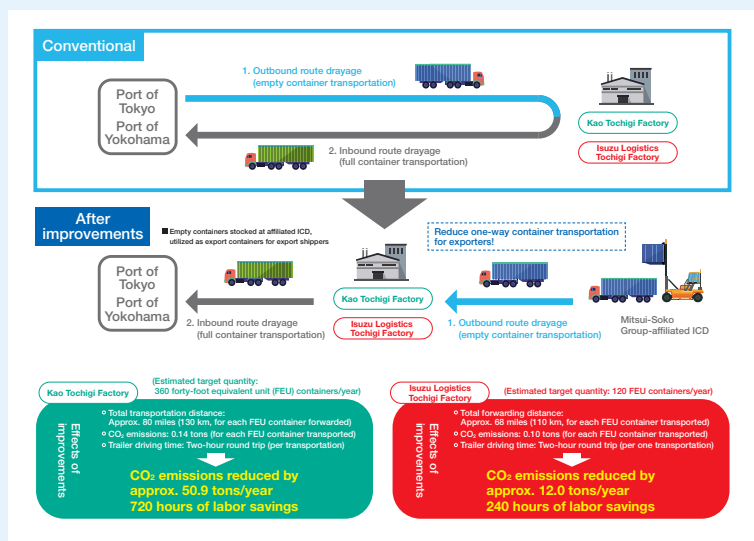 Conventional
1. Outbound route drayage
(empty container transportation)
Port of
Tokyo
Port of
Yokohama
Kao Tochigi Factory
2. Inbound route drayage
(full container transportation)
Isuzu Logistics
Tochigi Factory
After
improvements
■ Empty containers stocked at affiliated ICD,
utilized as export containers for export shippers
Reduce one-way container transportation
for exporters!
Port of
Tokyo
Port of
Yokohama
Kao Tochigi Factory
Isuzu Logistics
Tochigi Factory
2. Inbound route drayage
(full container transportation)
1. Outbound route drayage
(empty container transportation)
Mitsui-Soko
Group-affiliated ICD
Kao Tochigi Factory
(Estimated target quantity:
360 forty-foot equivalent unit (FEU) containers/year)
Effects of
improvements
Total transportation distance:
Approx. 80 miles (130 km, for each FEU container forwarded)
CO₂ emissions: 0.14 tons (for each FEU container transported)
Trailer driving time: Two-hour round trip (per transportation)
CO₂ emissions reduced by
approx. 50.9 tons/year
720 hours of labor savings
Isuzu Logistics
Tochigi Factory
(Estimated target quantity: 120 FEU containers/year)
Effects of
improvements
Total forwarding distance:
Approx. 68 miles (110 km, for each FEU container transported)
CO₂ emissions: 0.10 tons (for each FEU container transported)
Trailer driving time: Two-hour round Trip (per one transportation)
CO₂ emissions reduced by
approx. 12.0 tons/year
240 hours of labor savings